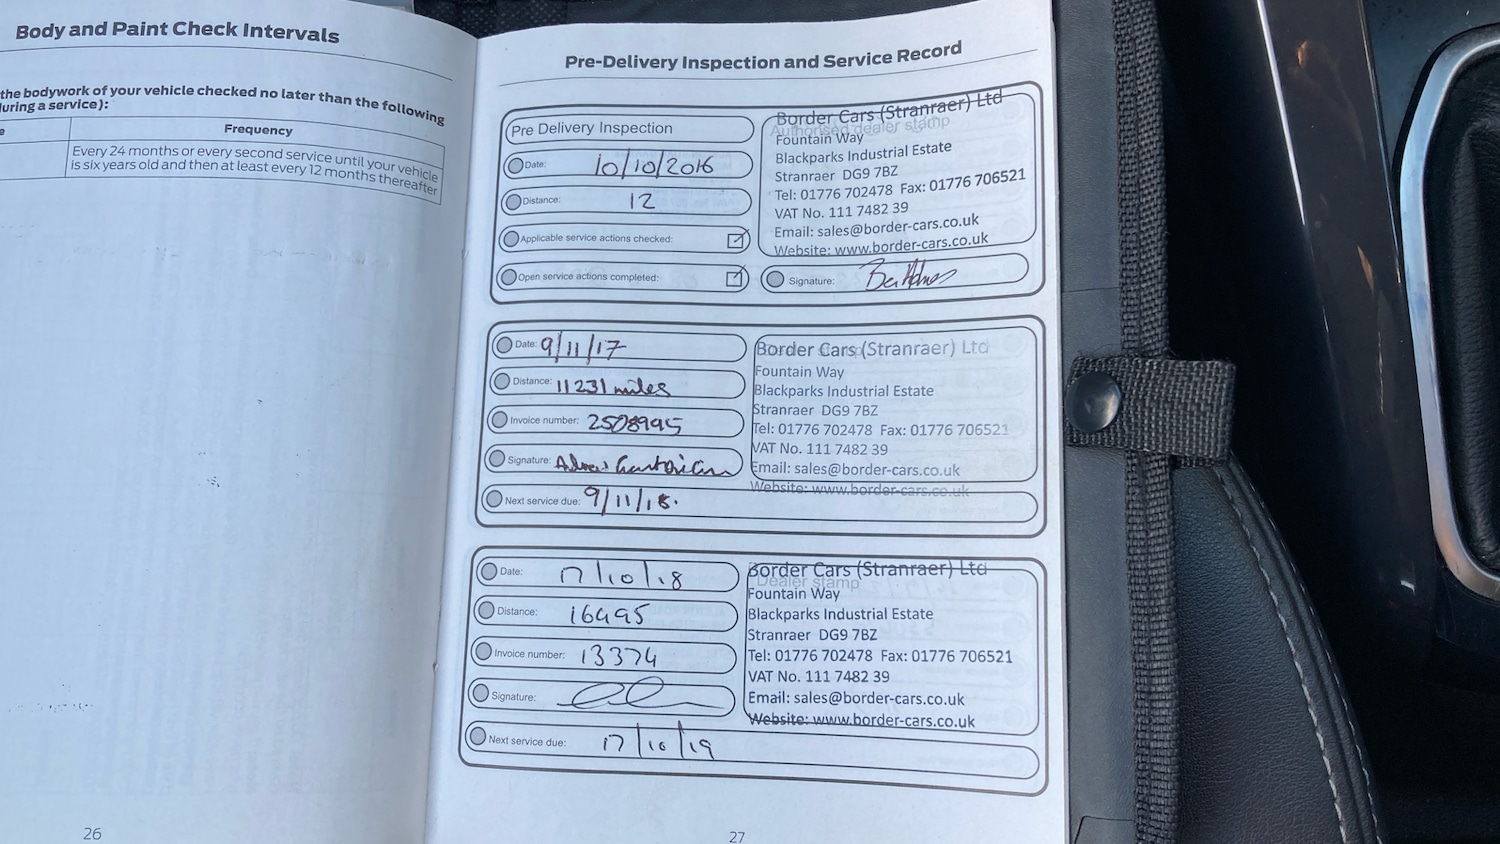 Body and Paint Check Intervals
the bodywork of your vehicle checked no later than the following
during a service):
e
Frequency
Every 24 months or every second service until your vehicle
is six years old and then at least every 12 months thereafter
26
Pre-Delivery Inspection and Service Record
Pre Delivery Inspection
Date: 10/10/2016
Distance: 12
Applicable service actions checked:
Open service actions completed:
Authorised dealer stamp
Border Cars (Stranraer) Ltd
Fountain Way
Blackparks Industrial Estate
Stranraer DG9 7BZ
Tel: 01776 702478 Fax: 01776 706521
VAT No. 111 7482 39
Email: sales@border-cars.co.uk
Website: www.border-cars.co.uk
Signature:
Date: 9/11/17
Distance: 11231 miles
Invoice number: 2508995
Signature:
Next service due: 9/11/18.
Border Cars (Stranraer) Ltd
Fountain Way
Blackparks Industrial Estate
Stranraer DG9 7BZ
Tel: 01776 702478 Fax: 01776 706521
VAT No. 111 7482 39
Email: sales@border-cars.co.uk
Website: www.border-cars.co.uk
Date: 17/10/18
Distance: 16995
Invoice number: 13374
Signature:
Next service due: 17/10/19
Border Cars (Stranraer) Ltd
Dealer stamp
Fountain Way
Blackparks Industrial Estate
Stranraer DG9 7BZ
Tel: 01776 702478 Fax: 01776 706521
VAT No. 111 7482 39
Email: sales@border-cars.co.uk
Website: www.border-cars.co.uk
27